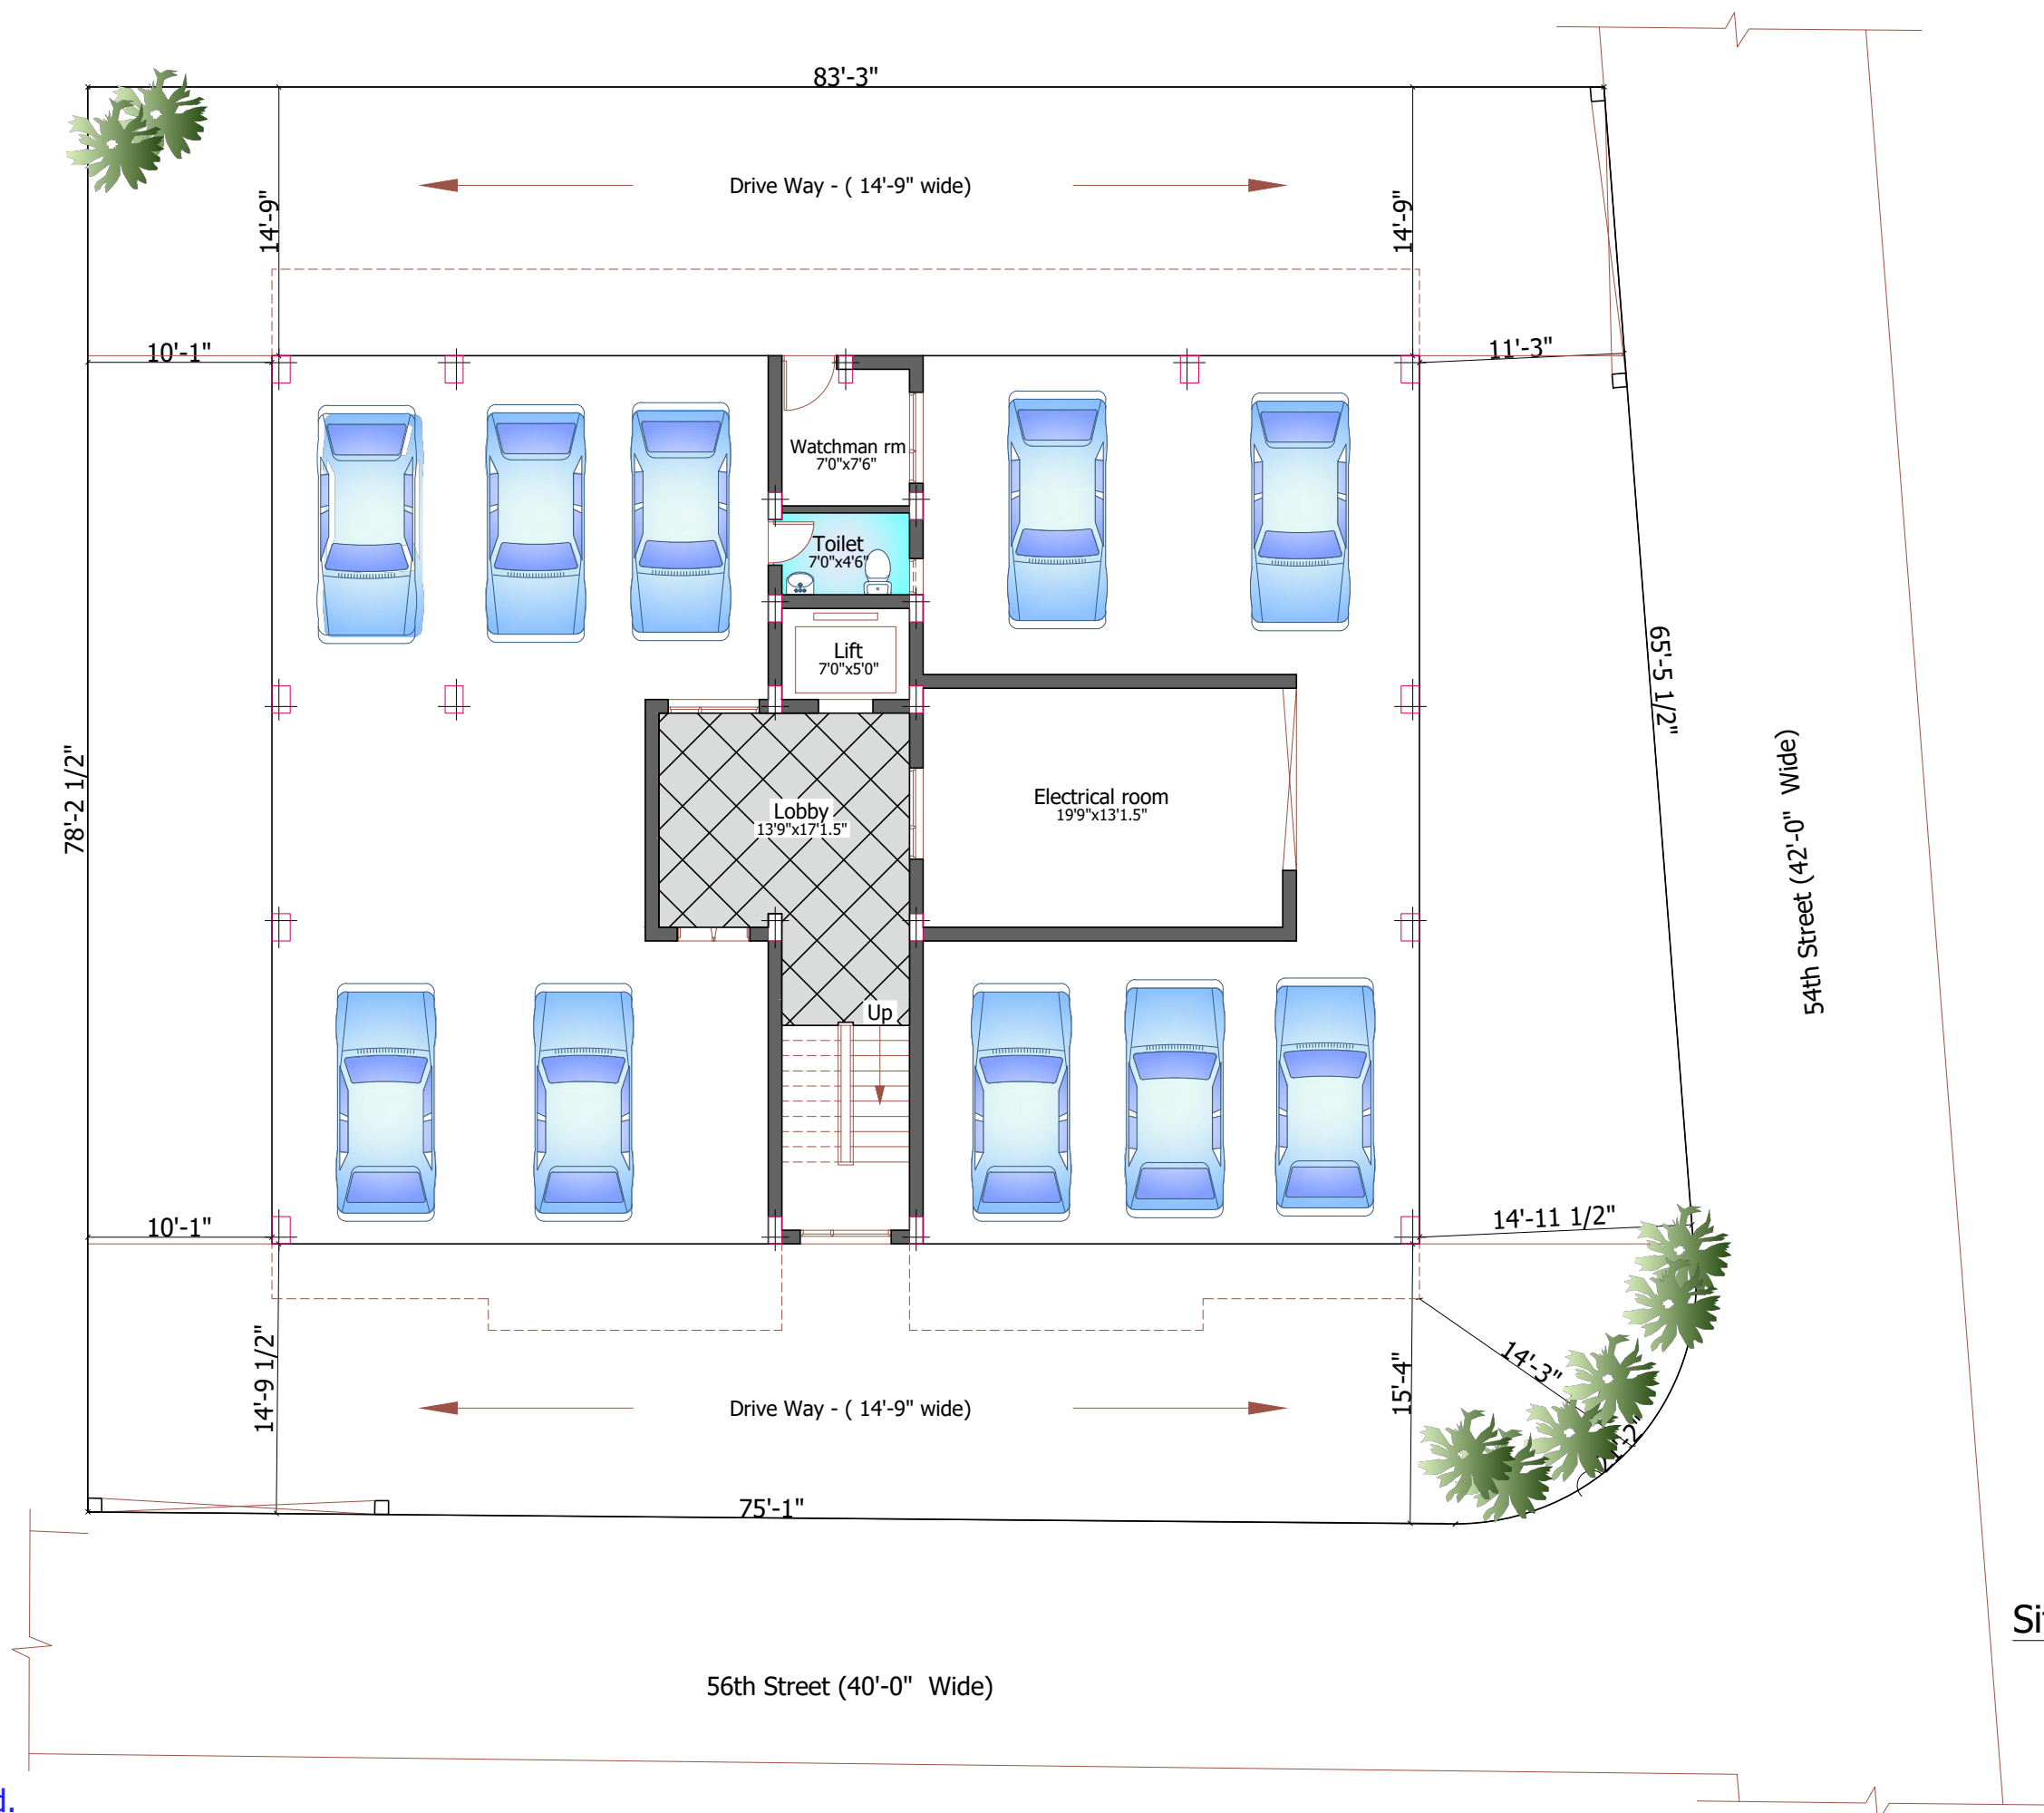 83'-3"
Drive Way - ( 14'-9" wide)
14'-9"
14'-9"
10'-1"
11'-3"
Watchman rm
7'0"x7'6"
Toilet
7'0"x4'6"
Lift
7'0"x5'0"
65'-5 1/2"
78'-2 1/2"
Electrical room
19'9"x13'1.5"
Lobby
13'9"x17'1.5"
54th Street (42'-0" Wide)
Up
10'-1"
14'-11 1/2"
14'-9 1/2"
15'-4"
14'-3"
Drive Way - ( 14'-9" wide)
75'-1"
56th Street (40'-0" Wide)